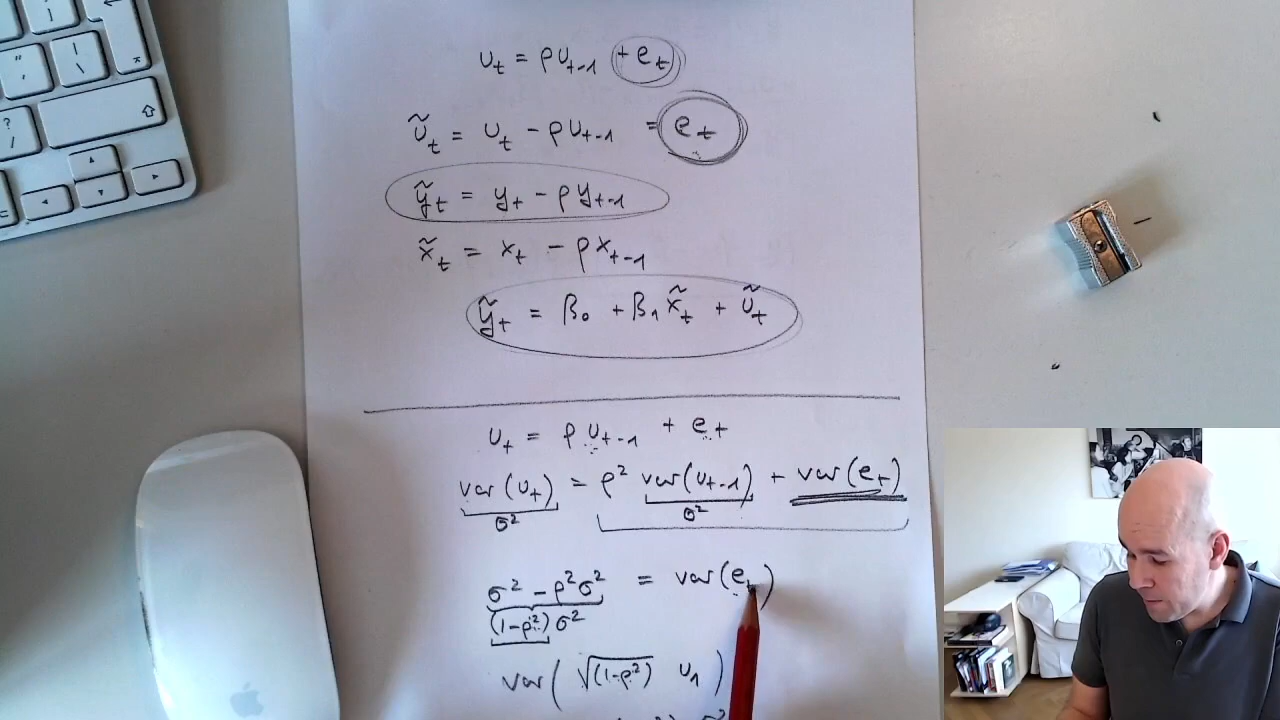 u_t = ρu_{t-1} + e_t
ũ_t = u_t - ρu_{t-1} = e_t
ỹ_t = y_t - ρy_{t-1}
x̃_t = x_t - ρx_{t-1}
ỹ_t = β_0 + β_1 x̃_t + ũ_t
u_t = ρu_{t-1} + e_t
var(u_t) = ρ² var(u_{t-1}) + var(e_t)
σ² σ²
σ² - ρ²σ² = var(e_t)
(1-ρ²)σ²
var(√(1-ρ²) u_1)